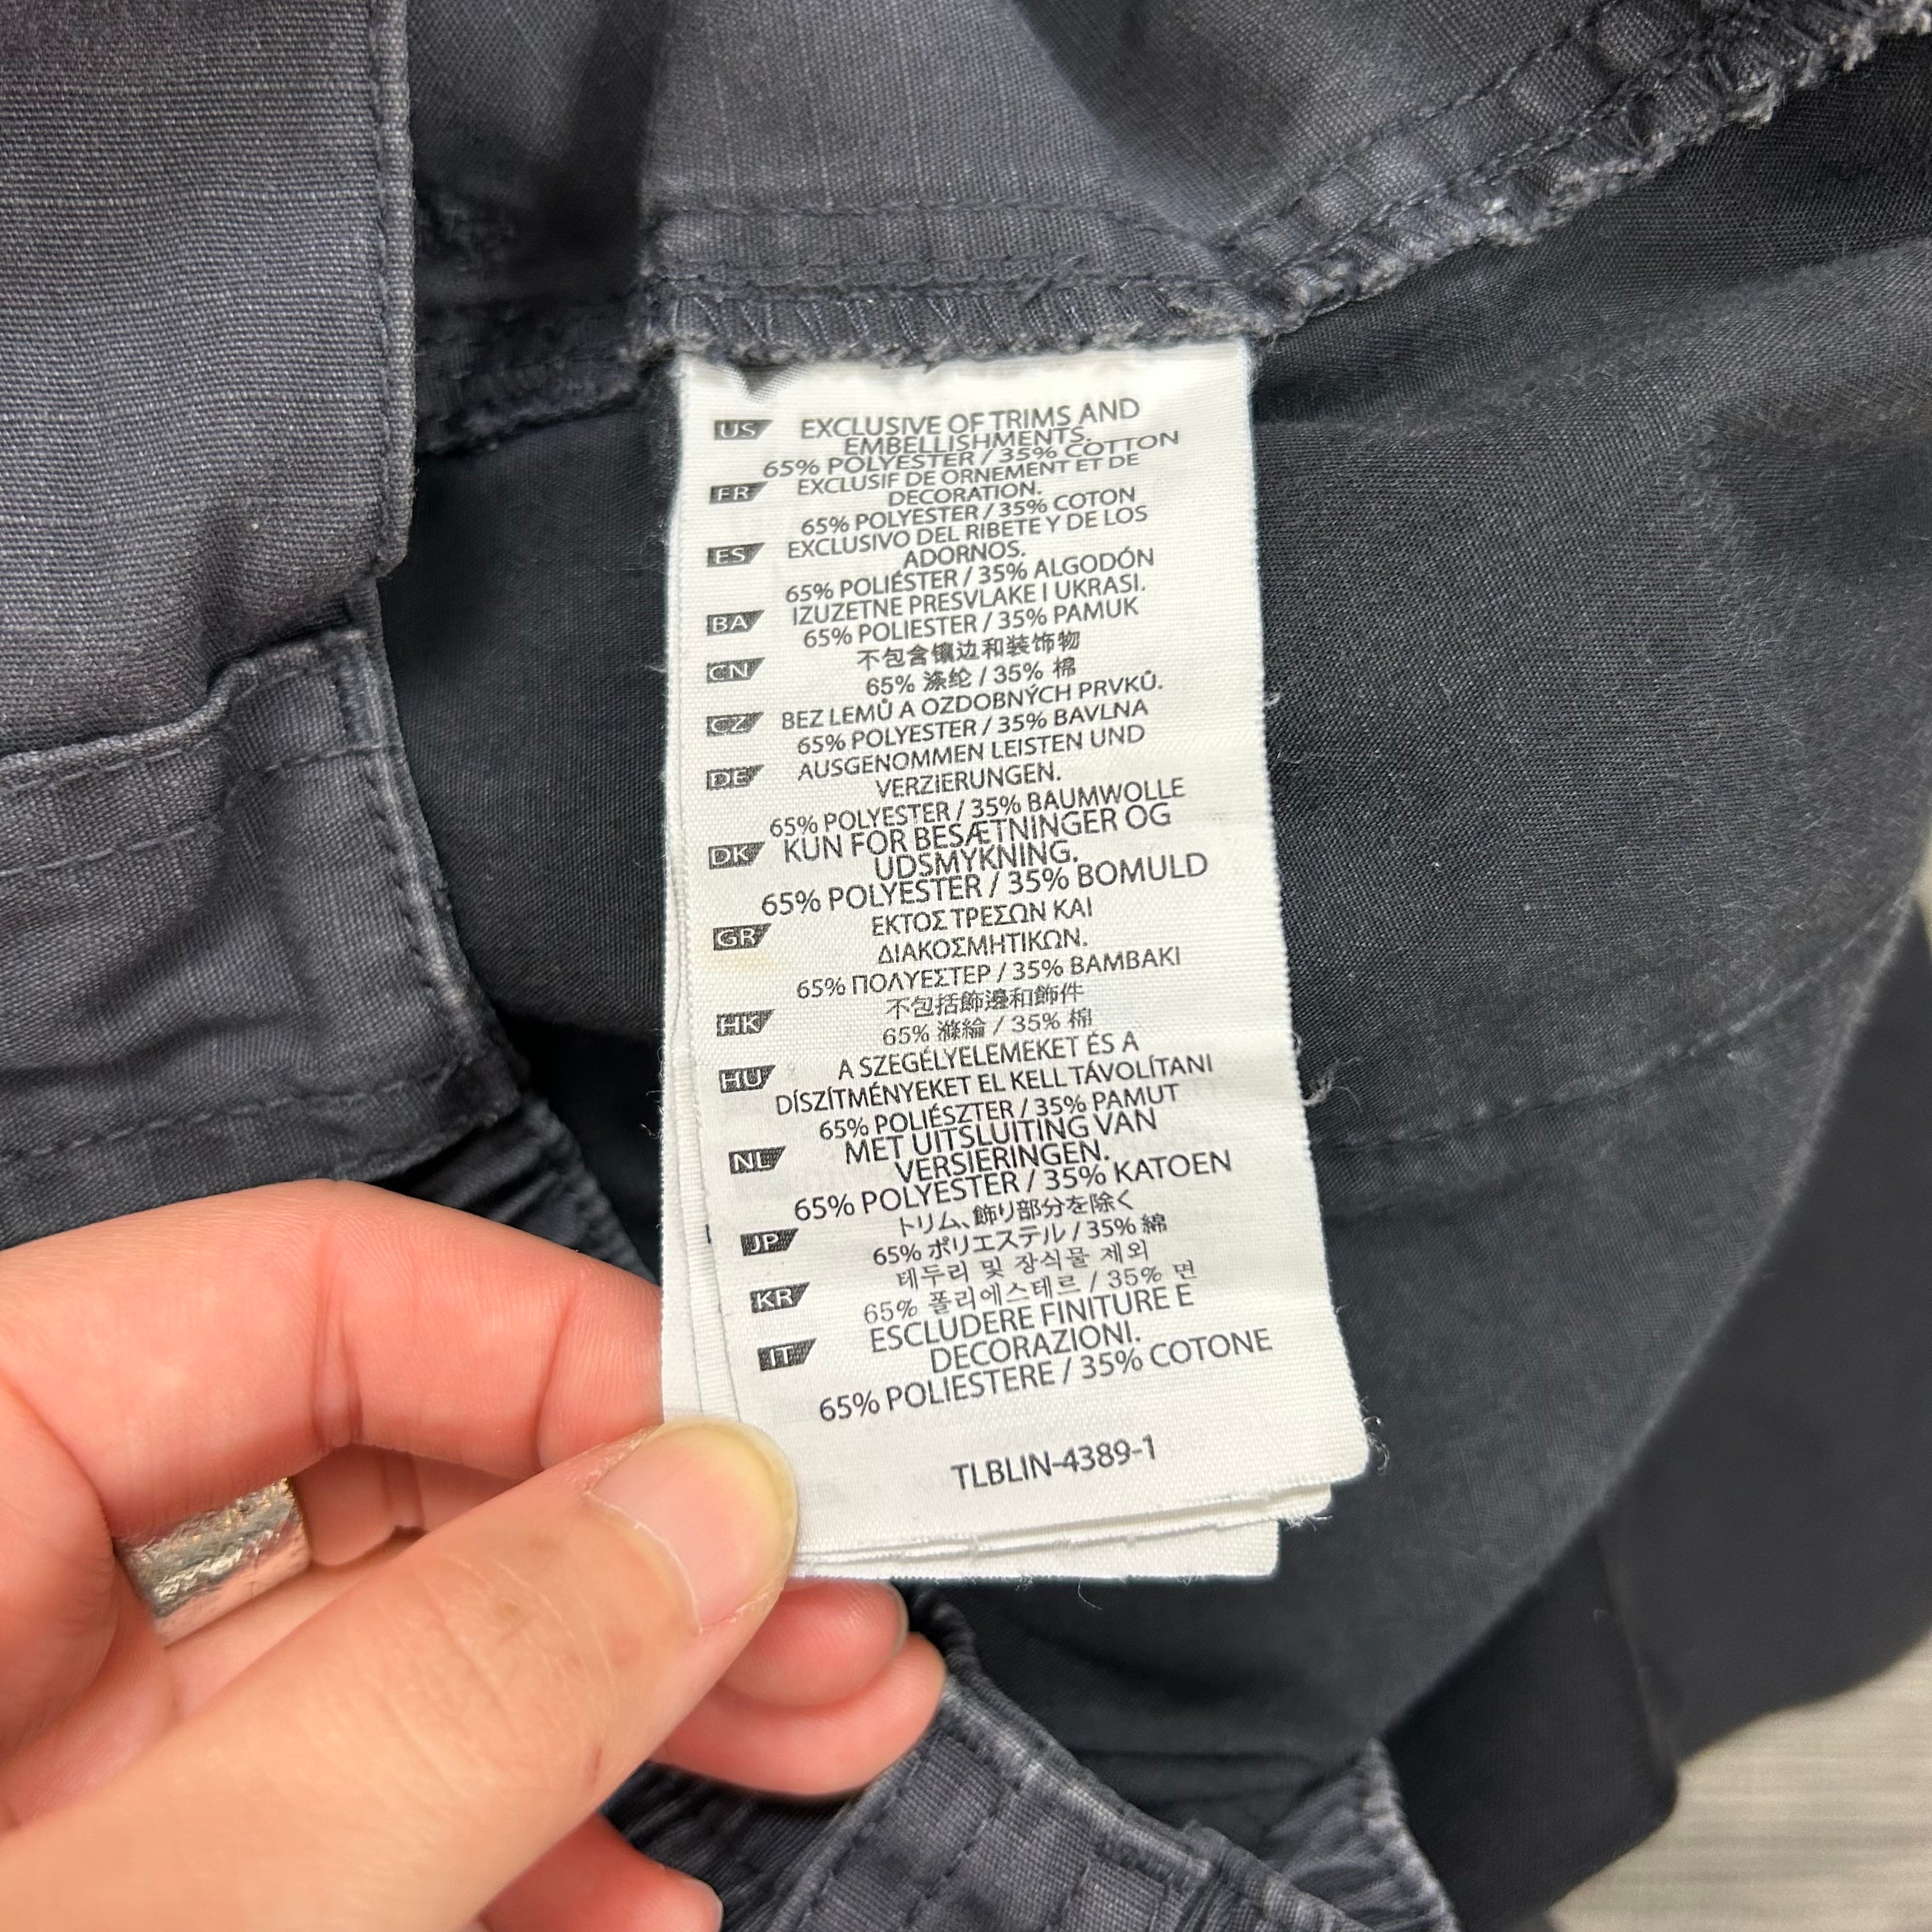 US EXCLUSIVE OF TRIMS AND
EMBELLISHMENTS.
65% POLYESTER / 35% COTTON
FR EXCLUSIF DE ORNEMENT ET DE
DECORATION.
65% POLYESTER / 35% COTON
ES EXCLUSIVO DEL RIBETE Y DE LOS
ADORNOS.
65% POLIÉSTER / 35% ALGODÓN
BA IZUZETNE PRESVLAKE I UKRASI.
65% POLIESTER / 35% PAMUK
CN 不包含镶边和装饰物
65% 涤纶 / 35% 棉
CZ BEZ LEMŮ A OZDOBNÝCH PRVKŮ.
65% POLYESTER / 35% BAVLNA
DE AUSGENOMMEN LEISTEN UND
VERZIERUNGEN.
65% POLYESTER / 35% BAUMWOLLE
DK KUN FOR BESÆTNINGER OG
UDSMYKNING.
65% POLYESTER / 35% BOMULD
GR ΕΚΤΟΣ ΤΡΕΣΩΝ ΚΑΙ
ΔΙΑΚΟΣΜΗΤΙΚΩΝ.
65% ΠΟΛΥΕΣΤΕΡ / 35% ΒΑΜΒΑΚΙ
HK 不包括飾邊和飾件
65% 滌綸 / 35% 棉
HU A SZEGÉLYELEMEKET ÉS A
DÍSZÍTMÉNYEKET EL KELL TÁVOLÍTANI
65% POLIÉSZTER / 35% PAMUT
NL MET UITSLUITING VAN
VERSIERINGEN.
65% POLYESTER / 35% KATOEN
JP トリム、飾り部分を除く
65% ポリエステル / 35% 綿
KR 테두리 및 장식물 제외
65% 폴리에스테르 / 35% 면
IT ESCLUDERE FINITURE E
DECORAZIONI.
65% POLIESTERE / 35% COTONE
TLBLIN-4389-1